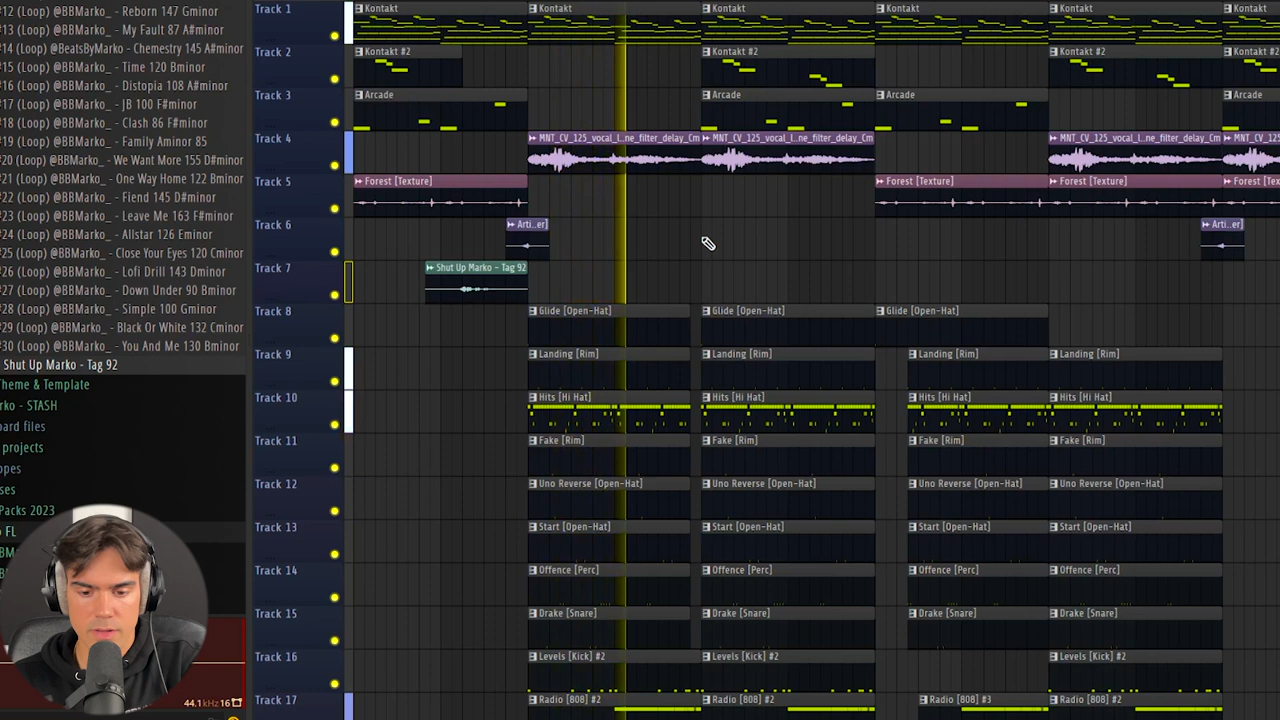 #12 (Loop) @BBMarko_ - Reborn 147 Gminor
#13 (Loop) @BBMarko_ - My Fault 87 A#minor
#14 (Loop) @BeatsByMarko - Chemestry 145 A#minor
#15 (Loop) @BBMarko_ - Time 120 Bminor
#16 (Loop) @BBMarko_ - Distopia 108 A#minor
#17 (Loop) @BBMarko_ - JB 100 F#minor
#18 (Loop) @BBMarko_ - Clash 86 F#minor
#19 (Loop) @BBMarko_ - Family Aminor 85
#20 (Loop) @BBMarko_ - We Want More 155 D#minor
#21 (Loop) @BBMarko_ - One Way Home 122 Bminor
#22 (Loop) @BBMarko_ - Fiend 145 D#minor
#23 (Loop) @BBMarko_ - Leave Me 163 F#minor
#24 (Loop) @BBMarko_ - Allstar 126 Eminor
#25 (Loop) @BBMarko_ - Close Your Eyes 120 Cminor
#26 (Loop) @BBMarko_ - Lofi Drill 143 Dminor
#27 (Loop) @BBMarko_ - Down Under 90 Bminor
#28 (Loop) @BBMarko_ - Simple 100 Gminor
#29 (Loop) @BBMarko_ - Black Or White 132 Cminor
#30 (Loop) @BBMarko_ - You And Me 130 Bminor
Shut Up Marko - Tag 92
Theme & Template
rko - STASH
oard files
projects
opes
ses
Packs 2023
FL
44.1kHz 16
Track 1
Kontakt
Kontakt
Kontakt
Kontakt
Kontakt
Kontakt
Track 2
Kontakt #2
Kontakt #2
Kontakt #2
Kontakt #2
Track 3
Arcade
Arcade
Arcade
Track 4
MNT_CV_125_vocal_l_ne_filter_delay_Cm
MNT_CV_125_vocal_l_ne_filter_delay_Cm
MNT_CV_125_vocal_l_ne_filter_delay_Cm
MNT_CV_125
Track 5
Forest [Texture]
Forest [Texture]
Forest [Texture]
Forest [Text
Track 6
Arti...er]
Arti...er]
Track 7
Shut Up Marko - Tag 92
Track 8
Glide [Open-Hat]
Glide [Open-Hat]
Glide [Open-Hat]
Track 9
Landing [Rim]
Landing [Rim]
Landing [Rim]
Landing [Rim]
Track 10
Hits [Hi Hat]
Hits [Hi Hat]
Hits [Hi Hat]
Hits [Hi Hat]
Track 11
Fake [Rim]
Fake [Rim]
Fake [Rim]
Fake [Rim]
Track 12
Uno Reverse [Open-Hat]
Uno Reverse [Open-Hat]
Uno Reverse [Open-Hat]
Uno Reverse [Open-Hat]
Track 13
Start [Open-Hat]
Start [Open-Hat]
Start [Open-Hat]
Start [Open-Hat]
Track 14
Offence [Perc]
Offence [Perc]
Offence [Perc]
Offence [Perc]
Track 15
Drake [Snare]
Drake [Snare]
Drake [Snare]
Drake [Snare]
Track 16
Levels [Kick] #2
Levels [Kick] #2
Levels [Kick] #2
Track 17
Radio [808] #2
Radio [808] #2
Radio [808] #3
Radio [808] #2